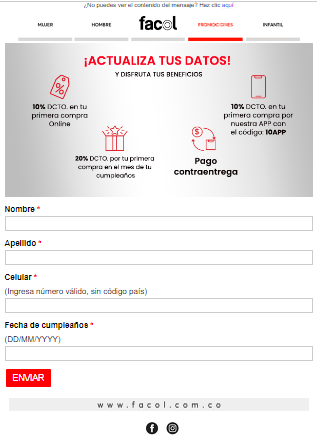 ¿No puedes ver el contenido del mensaje? Haz clic aquí
MUJER
HOMBRE
facol
PROMOCIONES
INFANTIL
¡ACTUALIZA TUS DATOS!
Y DISFRUTA TUS BENEFICIOS
10% DCTO. en tu
primera compra
Online
10% DCTO. en tu
primera compra por
nuestra APP con
el código: 10APP
20% DCTO. por tu primera
compra en el mes de tu
cumpleaños
Pago
contraentrega
Nombre *
Apellido *
Celular *
(Ingresa número válido, sin código país)
Fecha de cumpleaños *
(DD/MM/YYYY)
ENVIAR
www.facol.com.co